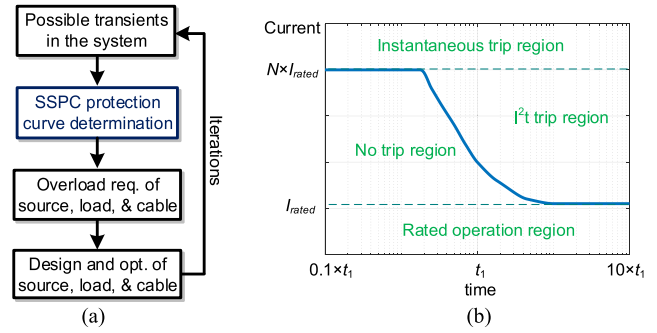 Possible transients
in the system
SSPC protection
curve determination
Overload req. of
source, load, & cable
Design and opt. of
source, load, & cable
Iterations
(a)
Current
Instantaneous trip region
N×I_rated
I²t trip region
No trip region
I_rated
Rated operation region
0.1×t₁
t₁
10×t₁
time
(b)